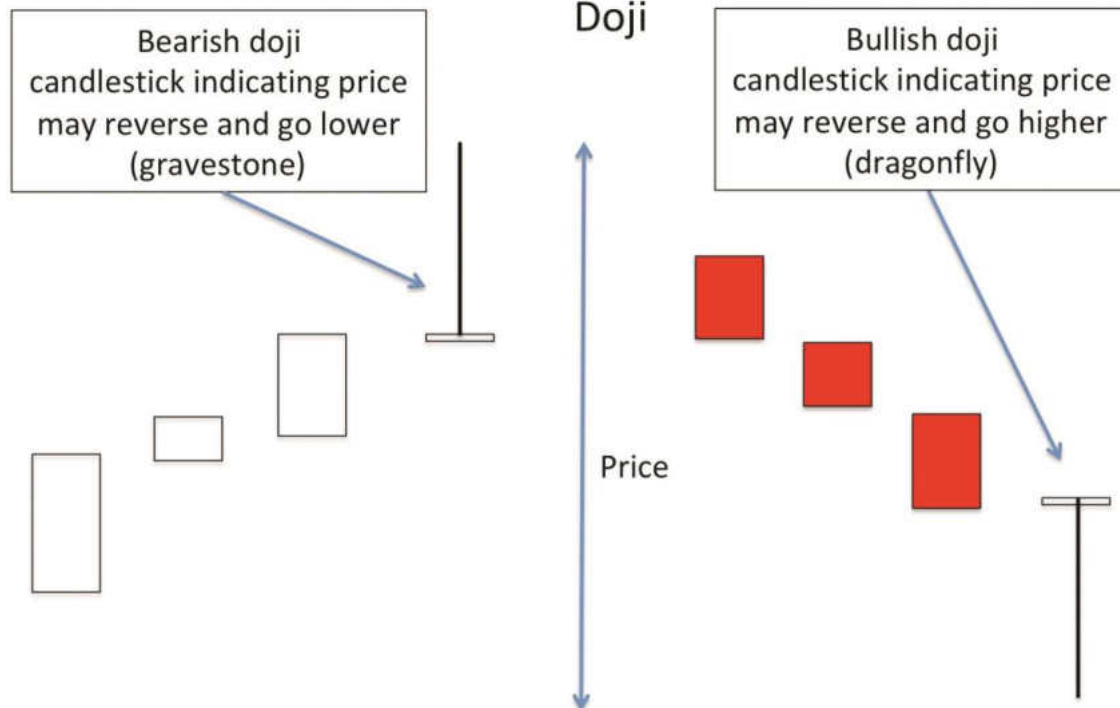 Doji
Bearish doji
candlestick indicating price
may reverse and go lower
(gravestone)
Bullish doji
candlestick indicating price
may reverse and go higher
(dragonfly)
Price